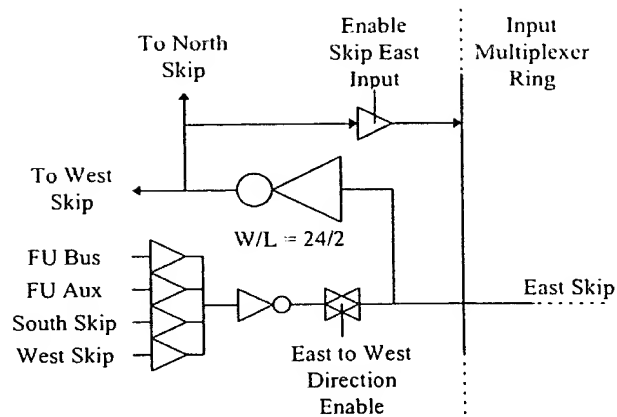 To North
Skip
Enable
Skip East
Input
Input
Multiplexer
Ring
To West
Skip
W/L = 24/2
FU Bus
FU Aux
South Skip
West Skip
East Skip
East to West
Direction
Enable